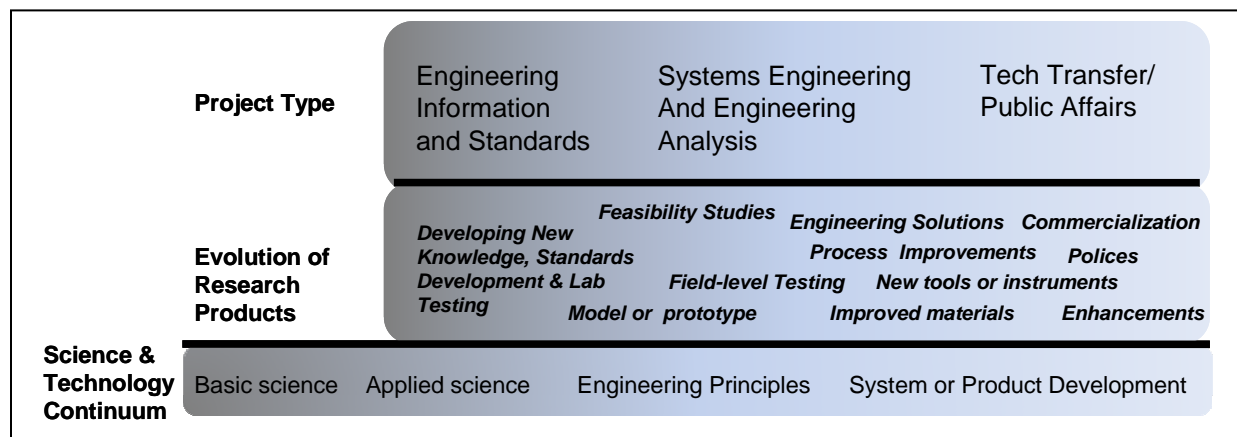 Project Type
Engineering
Information
and Standards
Systems Engineering
And Engineering
Analysis
Tech Transfer/
Public Affairs
Evolution of
Research
Products
Developing New
Knowledge, Standards
Development & Lab
Testing
Feasibility Studies
Engineering Solutions
Commercialization
Process Improvements
Polices
Field-level Testing
New tools or instruments
Model or prototype
Improved materials
Enhancements
Science &
Technology
Continuum
Basic science
Applied science
Engineering Principles
System or Product Development